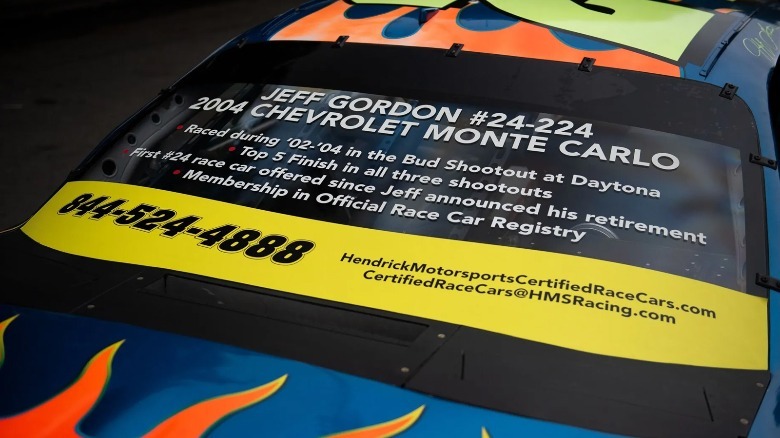 JEFF GORDON #24-224
2004 CHEVROLET MONTE CARLO
• Raced during '02-'04 in the Bud Shootout at Daytona
• Top 5 Finish in all three shootouts
• First #24 race car offered since Jeff announced his retirement
• Membership in Official Race Car Registry
844-524-4888
HendrickMotorsportsCertifiedRaceCars.com
CertifiedRaceCars@HMSRacing.com